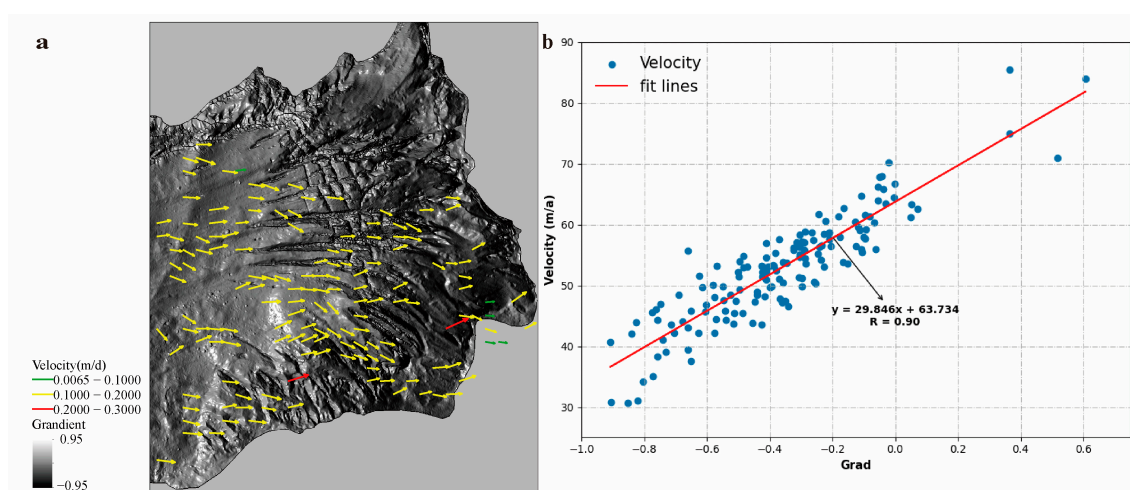 a
Velocity(m/d)
0.0065 – 0.1000
0.1000 – 0.2000
0.2000 – 0.3000
Grandient
0.95
−0.95
b
90
80
70
60
50
40
30
Velocity (m/a)
Velocity
fit lines
y = 29.846x + 63.734
R = 0.90
−1.0 −0.8 −0.6 −0.4 −0.2 0.0 0.2 0.4 0.6
Grad